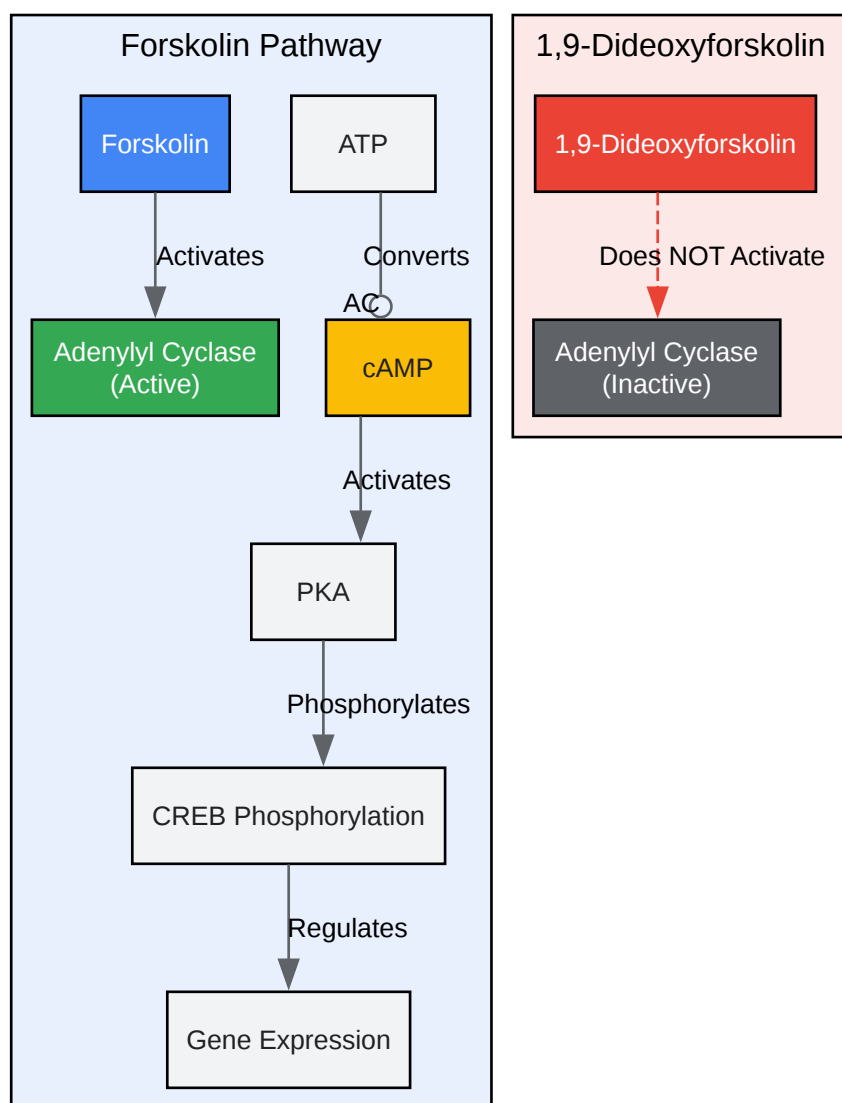 Forskolin Pathway
Forskolin
ATP
Activates
Converts
AC
Adenylyl Cyclase
(Active)
cAMP
Activates
PKA
Phosphorylates
CREB Phosphorylation
Regulates
Gene Expression
1,9-Dideoxyforskolin
1,9-Dideoxyforskolin
Does NOT Activate
Adenylyl Cyclase
(Inactive)